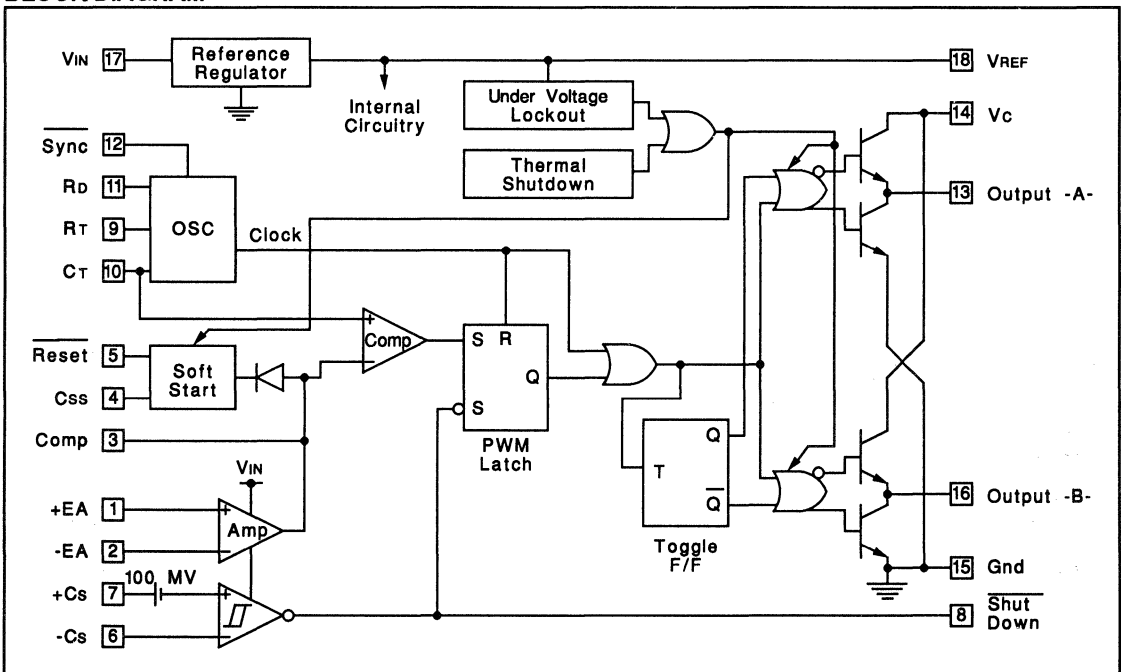 VIN 17
Reference
Regulator
18 VREF
Internal
Circuitry
Under Voltage
Lockout
14 Vc
Sync 12
Thermal
Shutdown
RD 11
13 Output -A-
RT 9
OSC
Clock
CT 10
Comp
+
−
S R
Q
S
PWM
Latch
Reset 5
Soft
Start
Css 4
Comp 3
VIN
T
Q
Q
Toggle
F/F
+EA 1
+
Amp
−
-EA 2
16 Output -B-
100 MV
+Cs 7
+
−
-Cs 6
15 Gnd
8 Shut
Down